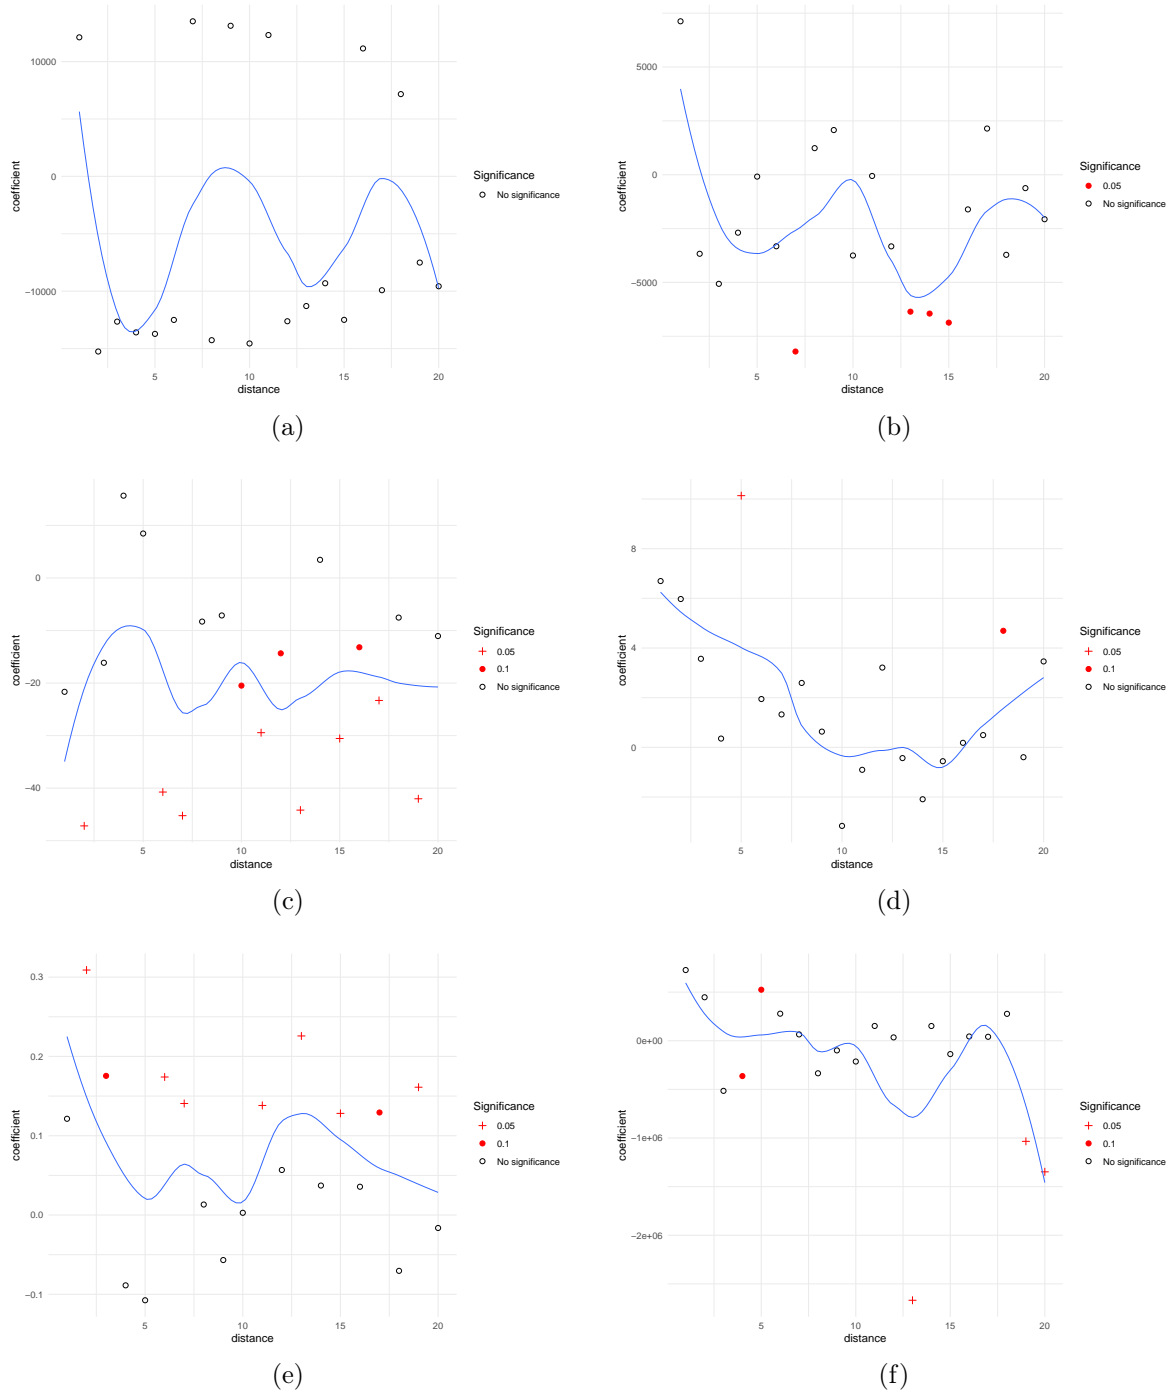 10000
0
−10000
coefficient
5
10
15
20
distance
Significance
No significance
(a)
5000
0
−5000
coefficient
5
10
15
20
distance
Significance
0.05
No significance
(b)
0
−20
−40
coefficient
5
10
15
20
distance
Significance
0.05
0.1
No significance
(c)
8
4
0
coefficient
5
10
15
20
distance
Significance
0.05
0.1
No significance
(d)
0.3
0.2
0.1
0.0
−0.1
coefficient
5
10
15
20
distance
Significance
0.05
0.1
No significance
(e)
0e+00
−1e+06
−2e+06
coefficient
5
10
15
20
distance
Significance
0.05
0.1
No significance
(f)